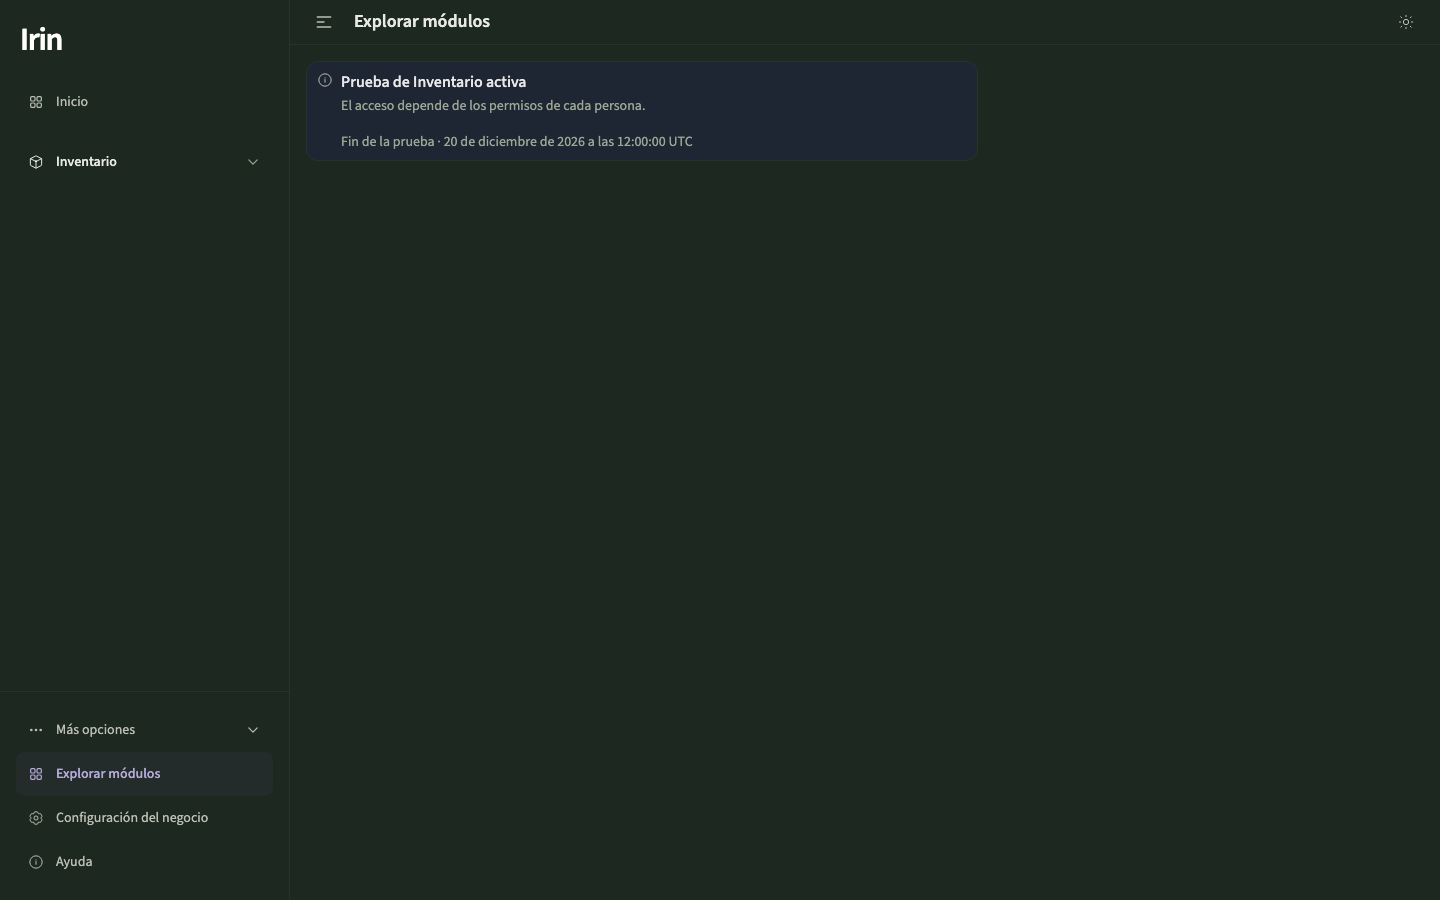 Irin
Inicio
Inventario
Más opciones
Explorar módulos
Configuración del negocio
Ayuda
Explorar módulos
Prueba de Inventario activa
El acceso depende de los permisos de cada persona.
Fin de la prueba · 20 de diciembre de 2026 a las 12:00:00 UTC